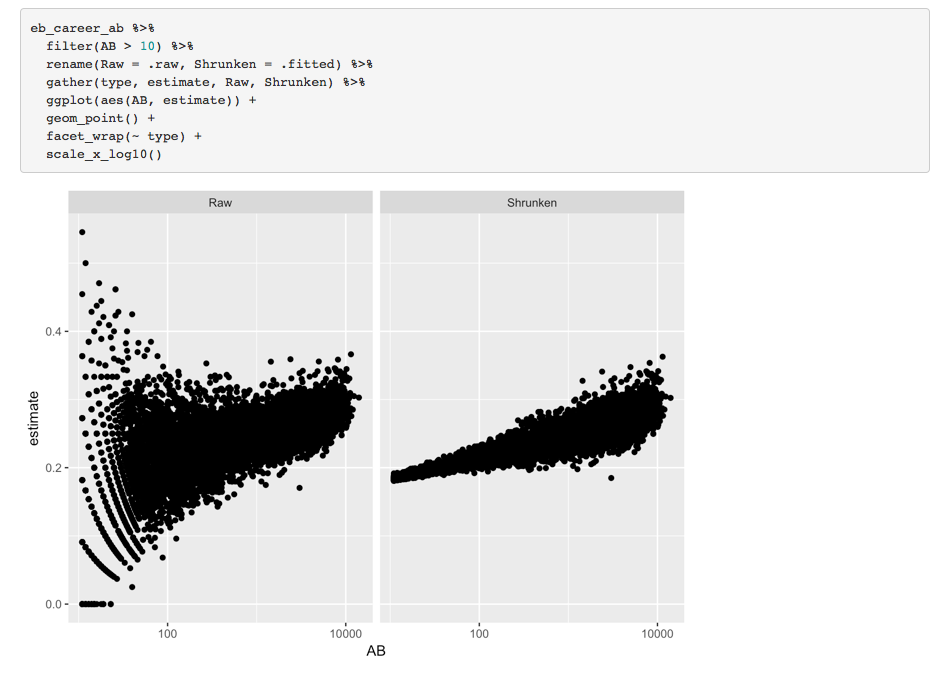 eb_career_ab %>%
  filter(AB > 10) %>%
  rename(Raw = .raw, Shrunken = .fitted) %>%
  gather(type, estimate, Raw, Shrunken) %>%
  ggplot(aes(AB, estimate)) +
  geom_point() +
  facet_wrap(~ type) +
  scale_x_log10()
Raw
Shrunken
0.4
0.2
0.0
estimate
100
10000
100
10000
AB